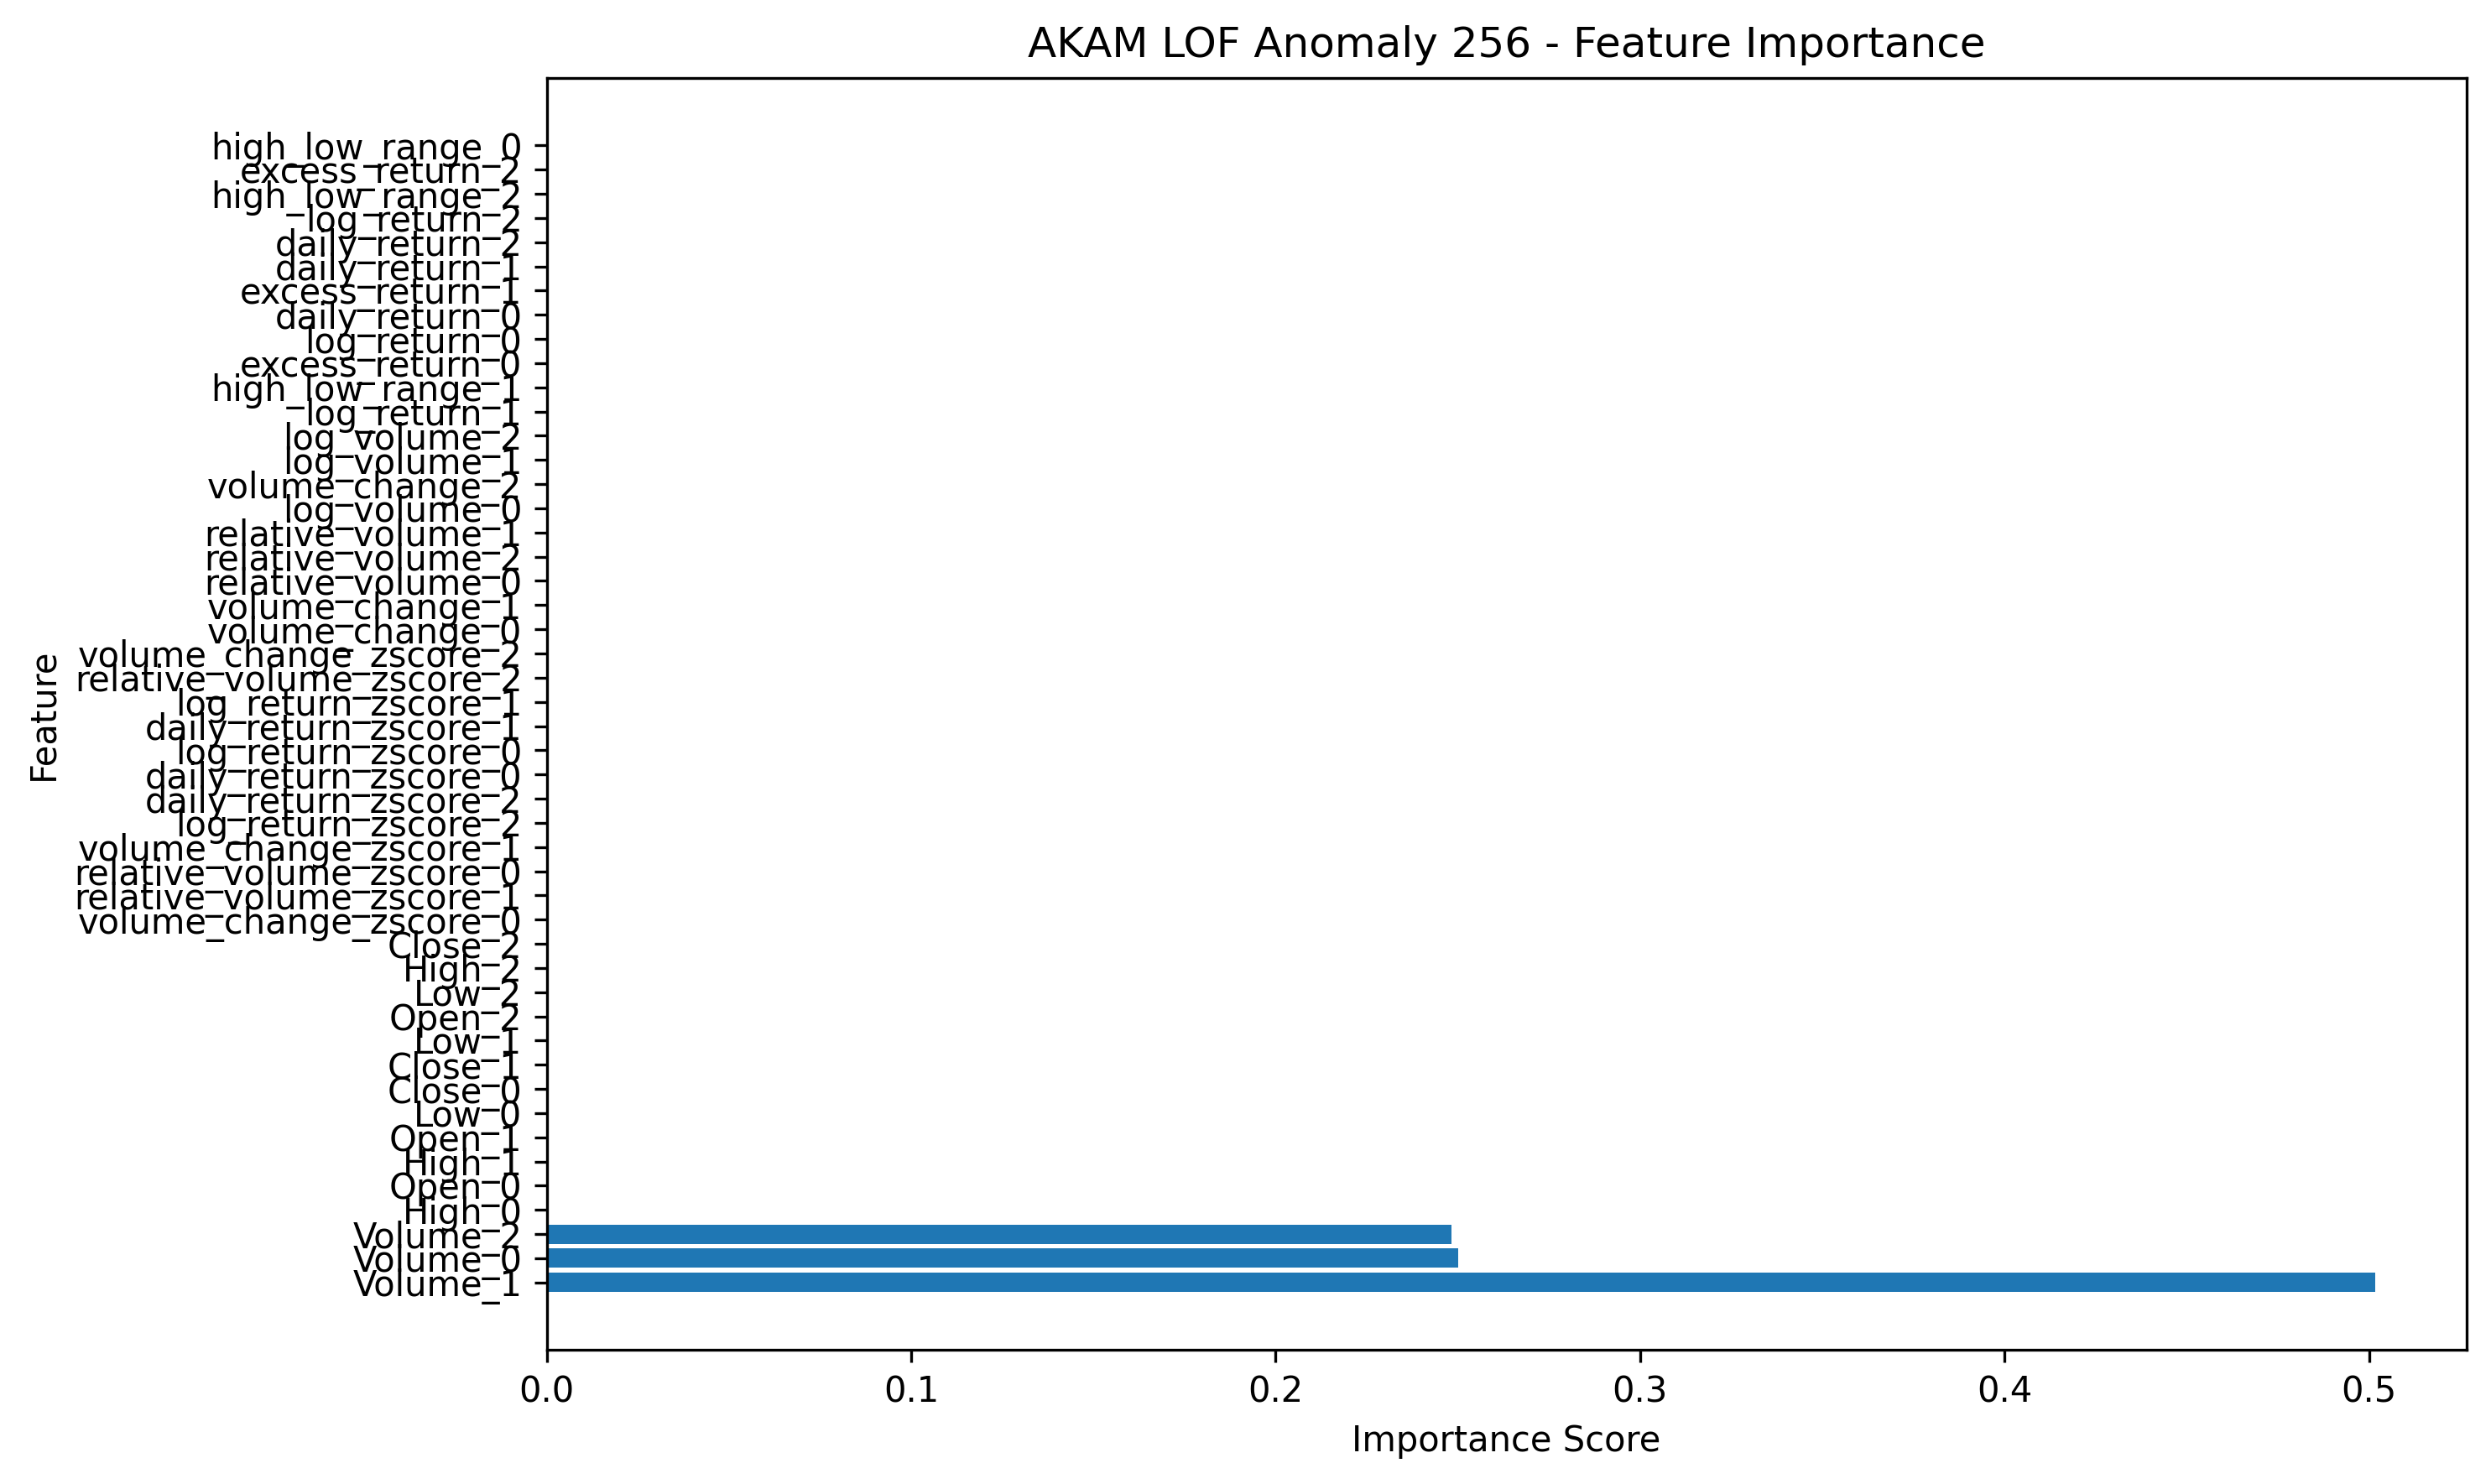 AKAM LOF Anomaly 256 - Feature Importance
high_low_range_0
excess_return_2
high_low_range_2
log_return_2
daily_return_2
daily_return_1
excess_return_1
daily_return_0
log_return_0
excess_return_0
high_low_range_1
log_return_1
log_volume_2
log_volume_1
volume_change_2
log_volume_0
relative_volume_1
relative_volume_2
relative_volume_0
volume_change_1
volume_change_0
volume_change_zscore_2
relative_volume_zscore_2
log_return_zscore_1
daily_return_zscore_1
log_return_zscore_0
daily_return_zscore_0
daily_return_zscore_2
log_return_zscore_2
volume_change_zscore_1
relative_volume_zscore_0
relative_volume_zscore_1
volume_change_zscore_0
Close_2
High_2
Low_2
Open_2
Low_1
Close_1
Close_0
Low_0
Open_1
High_1
Open_0
High_0
Volume_2
Volume_0
Volume_1
Feature
0.0 0.1 0.2 0.3 0.4 0.5
Importance Score